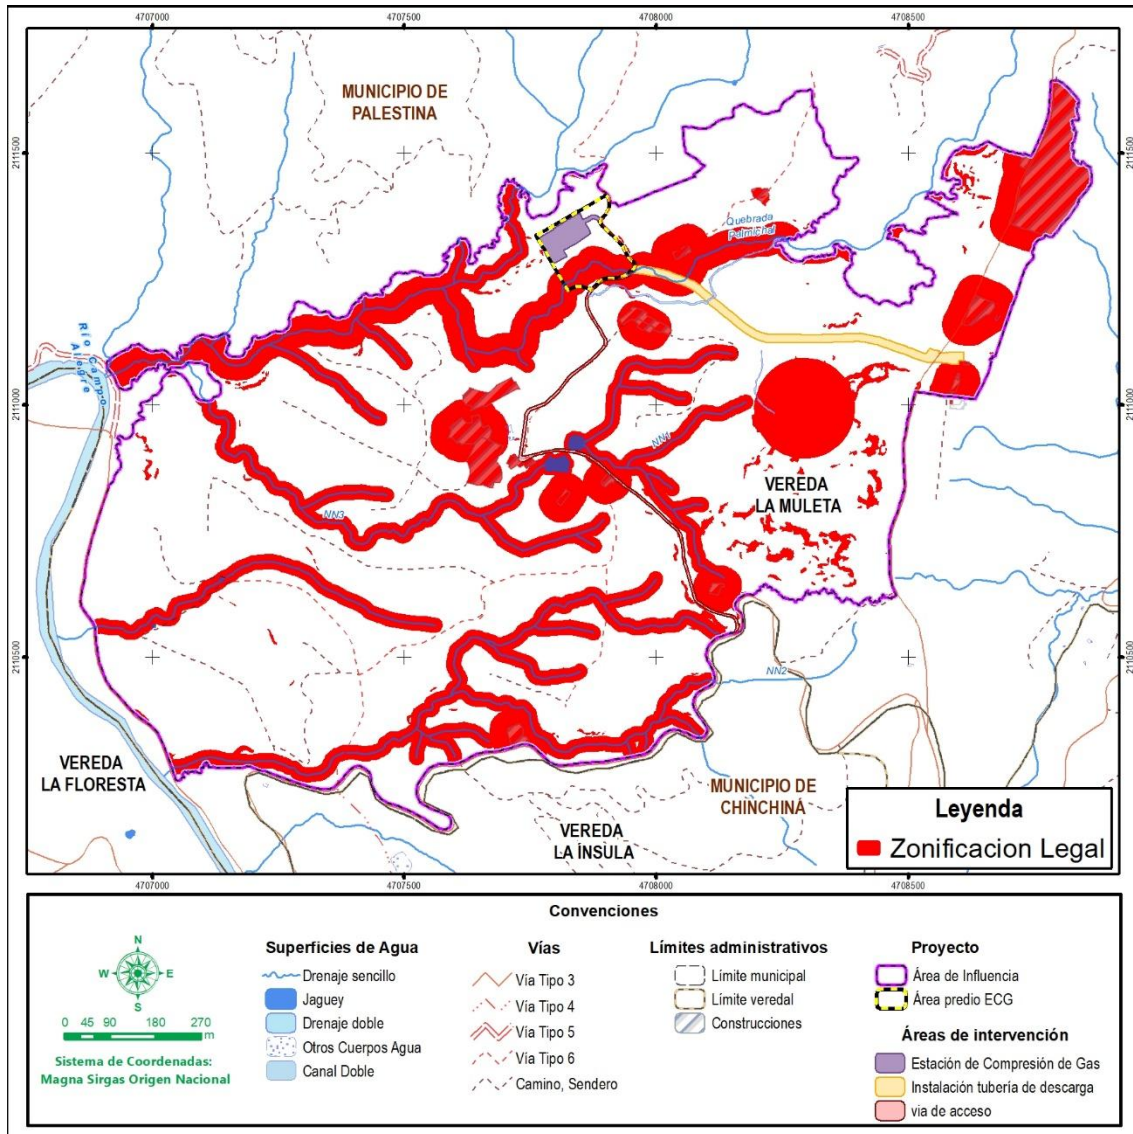 4707000
4707500
4708000
4708500
MUNICIPIO DE
PALESTINA
2111500
2111500
Quebrada
Palmichal
Río Campo
Alegre
2111000
2111000
NN1
VEREDA
LA MULETA
NN3
2110500
2110500
NN2
VEREDA
LA FLORESTA
MUNICIPIO DE
CHINCHINÁ
VEREDA
LA ÍNSULA
Leyenda
Zonificacion Legal
4707000
4707500
4708000
4708500
Convenciones
N
W
E
S
0 45 90 180 270
m
Sistema de Coordenadas:
Magna Sirgas Origen Nacional
Superficies de Agua
Drenaje sencillo
Jaguey
Drenaje doble
Otros Cuerpos Agua
Canal Doble
Vías
Vía Tipo 3
Vía Tipo 4
Vía Tipo 5
Vía Tipo 6
Camino, Sendero
Límites administrativos
Límite municipal
Límite veredal
Construcciones
Proyecto
Área de Influencia
Área predio ECG
Áreas de intervención
Estación de Compresión de Gas
Instalación tubería de descarga
via de acceso